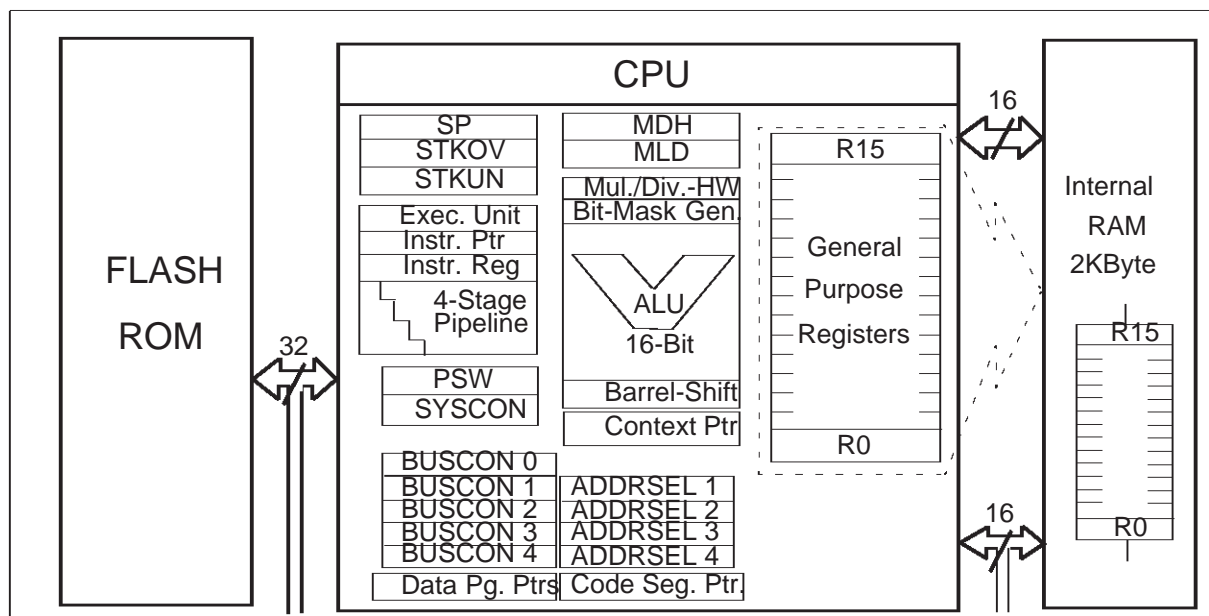 CPU
FLASH
ROM
32
SP
STKOV
STKUN
Exec. Unit
Instr. Ptr
Instr. Reg
4-Stage
Pipeline
PSW
SYSCON
BUSCON 0
BUSCON 1
BUSCON 2
BUSCON 3
BUSCON 4
Data Pg. Ptrs
MDH
MLD
Mul./Div.-HW
Bit-Mask Gen.
ALU
16-Bit
Barrel-Shift
Context Ptr
ADDRSEL 1
ADDRSEL 2
ADDRSEL 3
ADDRSEL 4
Code Seg. Ptr.
R15
General
Purpose
Registers
R0
16
16
Internal
RAM
2KByte
R15
R0